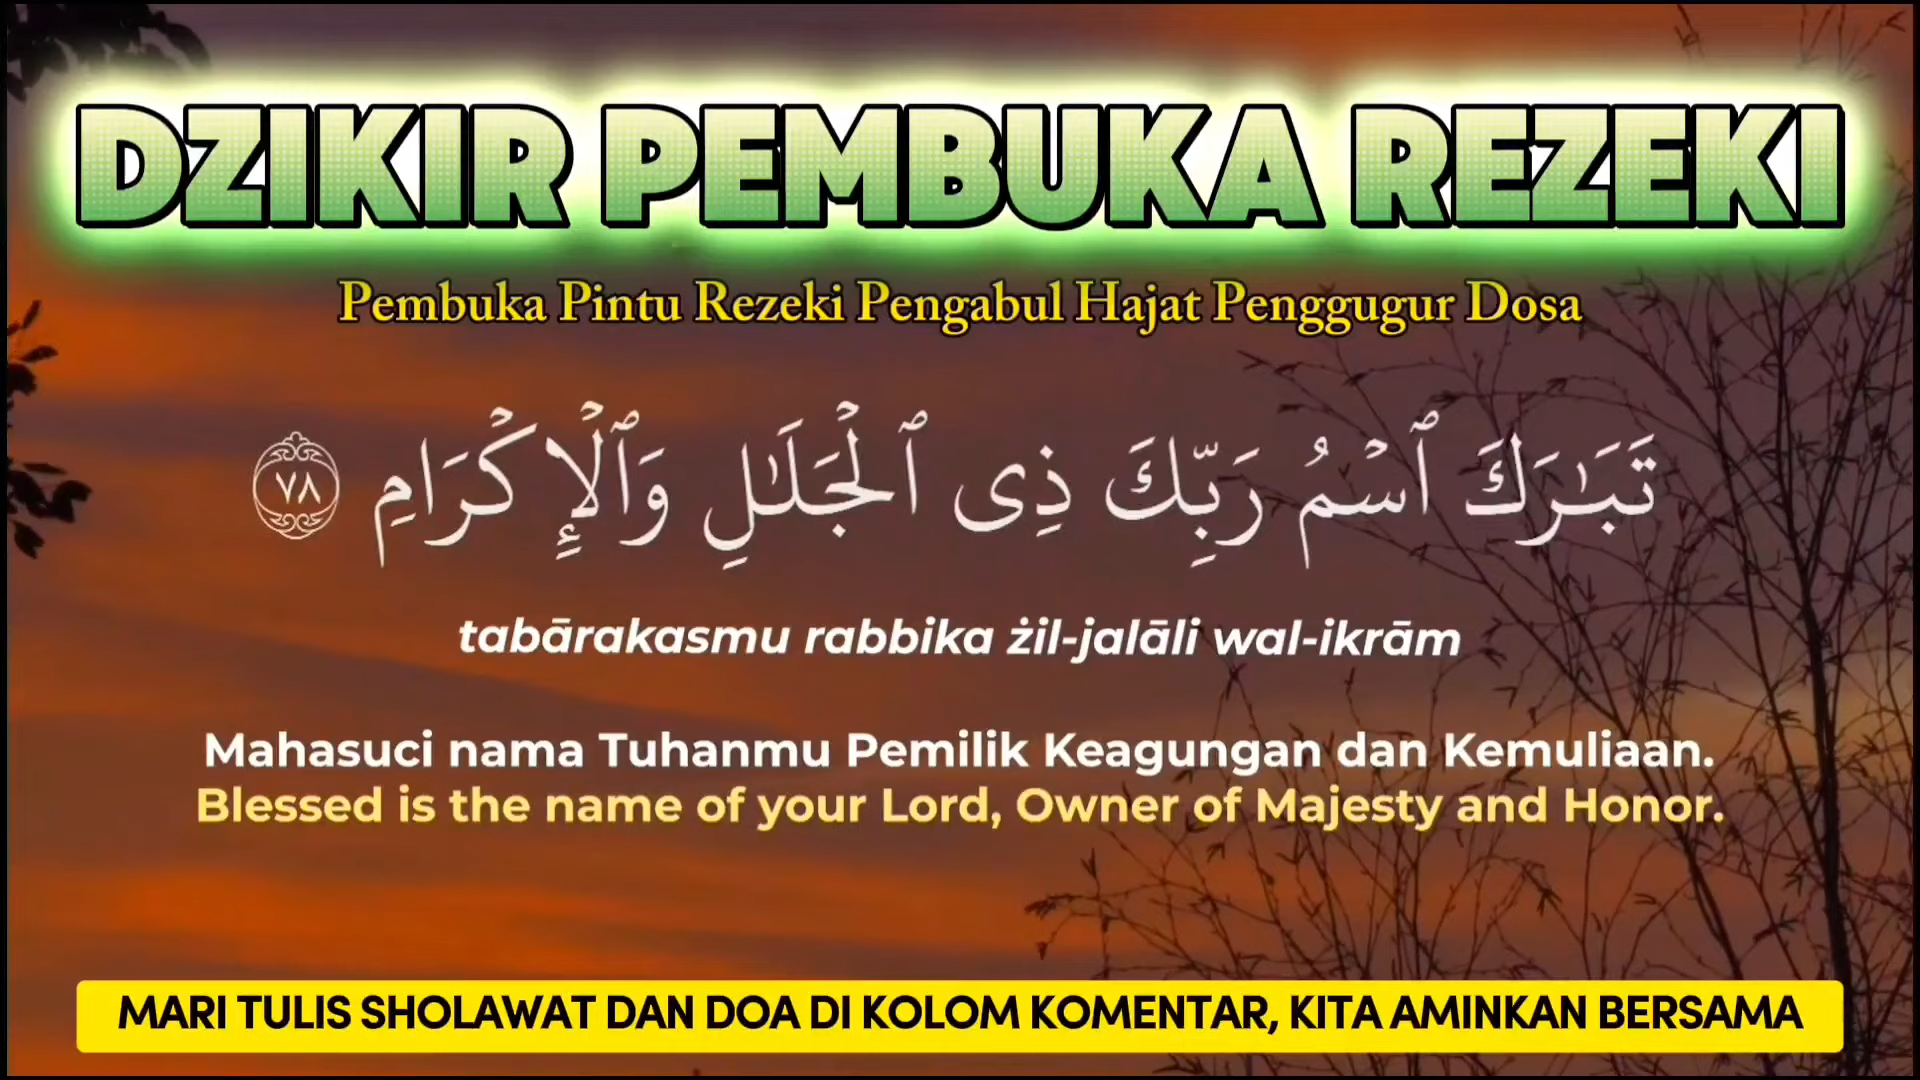 DZIKIR PEMBUKA REZEKI
Pembuka Pintu Rezeki Pengabul Hajat Penggugur Dosa
تَبَـٰرَكَ ٱسۡمُ رَبِّكَ ذِى ٱلۡجَلَـٰلِ وَٱلۡإِكۡرَامِ ٧٨
tabārakasmu rabbika żil-jalāli wal-ikrām
Mahasuci nama Tuhanmu Pemilik Keagungan dan Kemuliaan.
Blessed is the name of your Lord, Owner of Majesty and Honor.
MARI TULIS SHOLAWAT DAN DOA DI KOLOM KOMENTAR, KITA AMINKAN BERSAMA